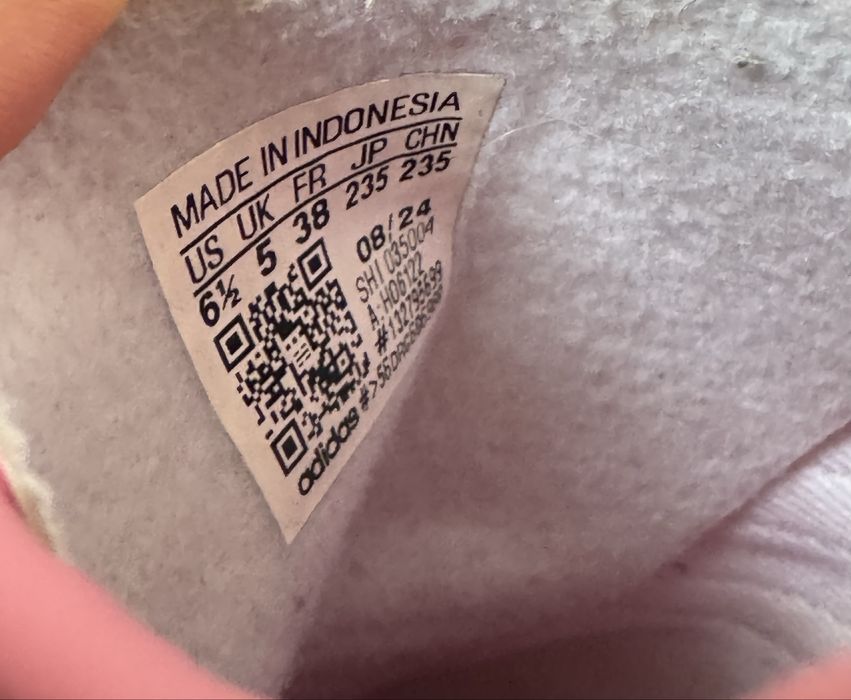 MADE IN INDONESIA
US UK FR JP CHN
6½ 5 38 235 235
08/24
SHI 035004
A: H06122
adidas